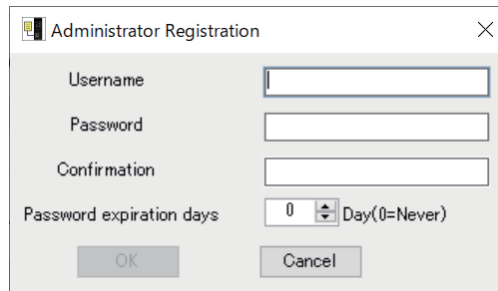 Administrator Registration
Username
Password
Confirmation
Password expiration days 0 Day(0=Never)
OK Cancel